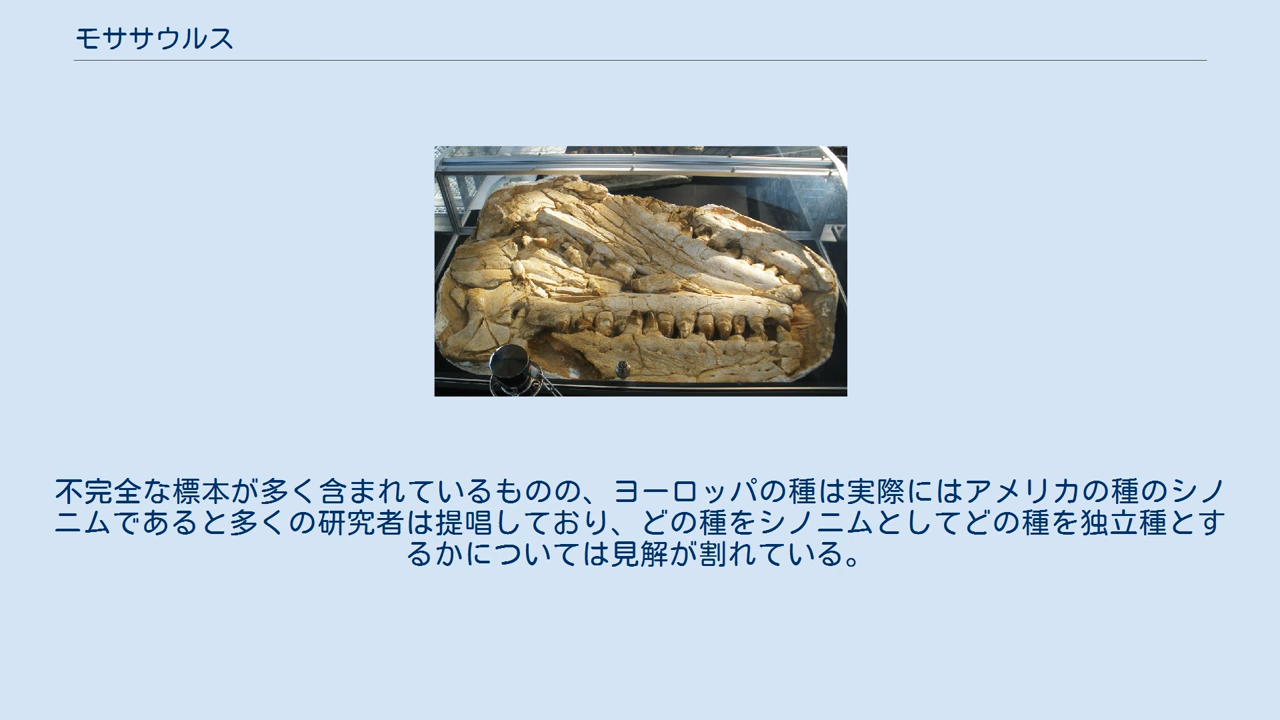 モササウルス
不完全な標本が多く含まれているものの、ヨーロッパの種は実際にはアメリカの種のシノ
ニムであると多くの研究者は提唱しており、どの種をシノニムとしてどの種を独立種とす
るかについては見解が割れている。